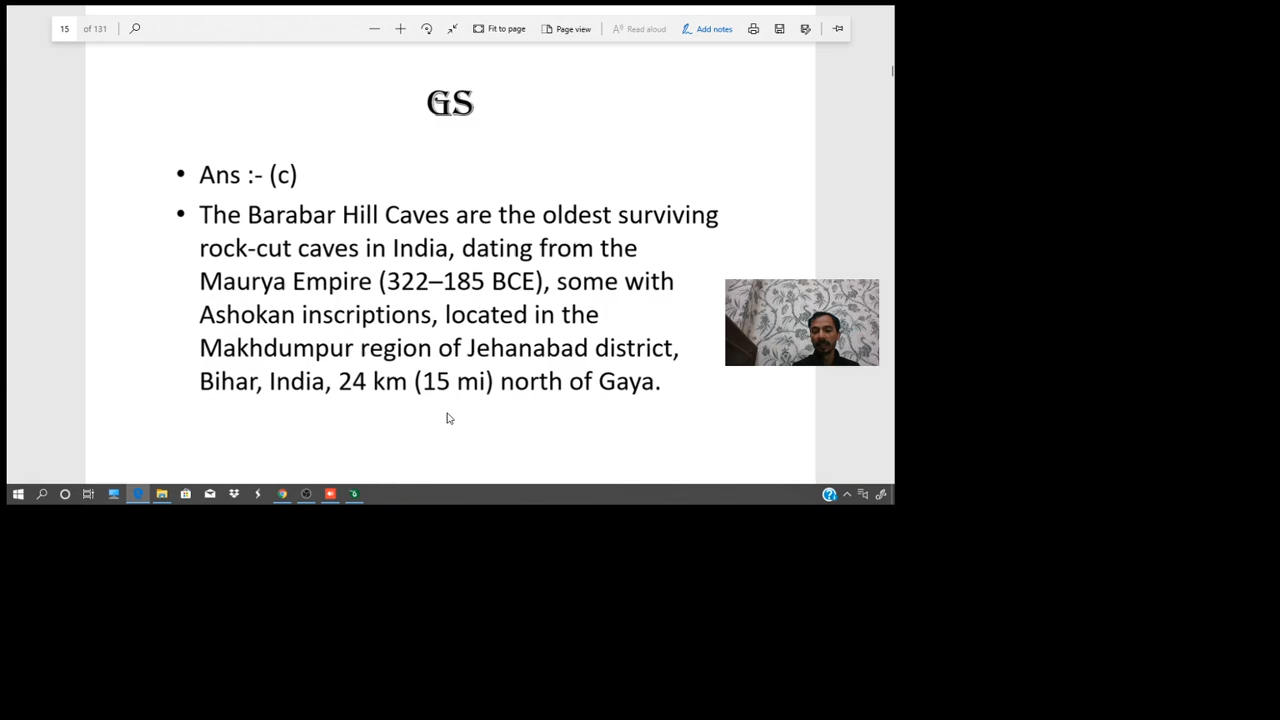 15 of 131 Fit to page Page view Read aloud Add notes
GS
• Ans :- (c)
• The Barabar Hill Caves are the oldest surviving
rock-cut caves in India, dating from the
Maurya Empire (322–185 BCE), some with
Ashokan inscriptions, located in the
Makhdumpur region of Jehanabad district,
Bihar, India, 24 km (15 mi) north of Gaya.